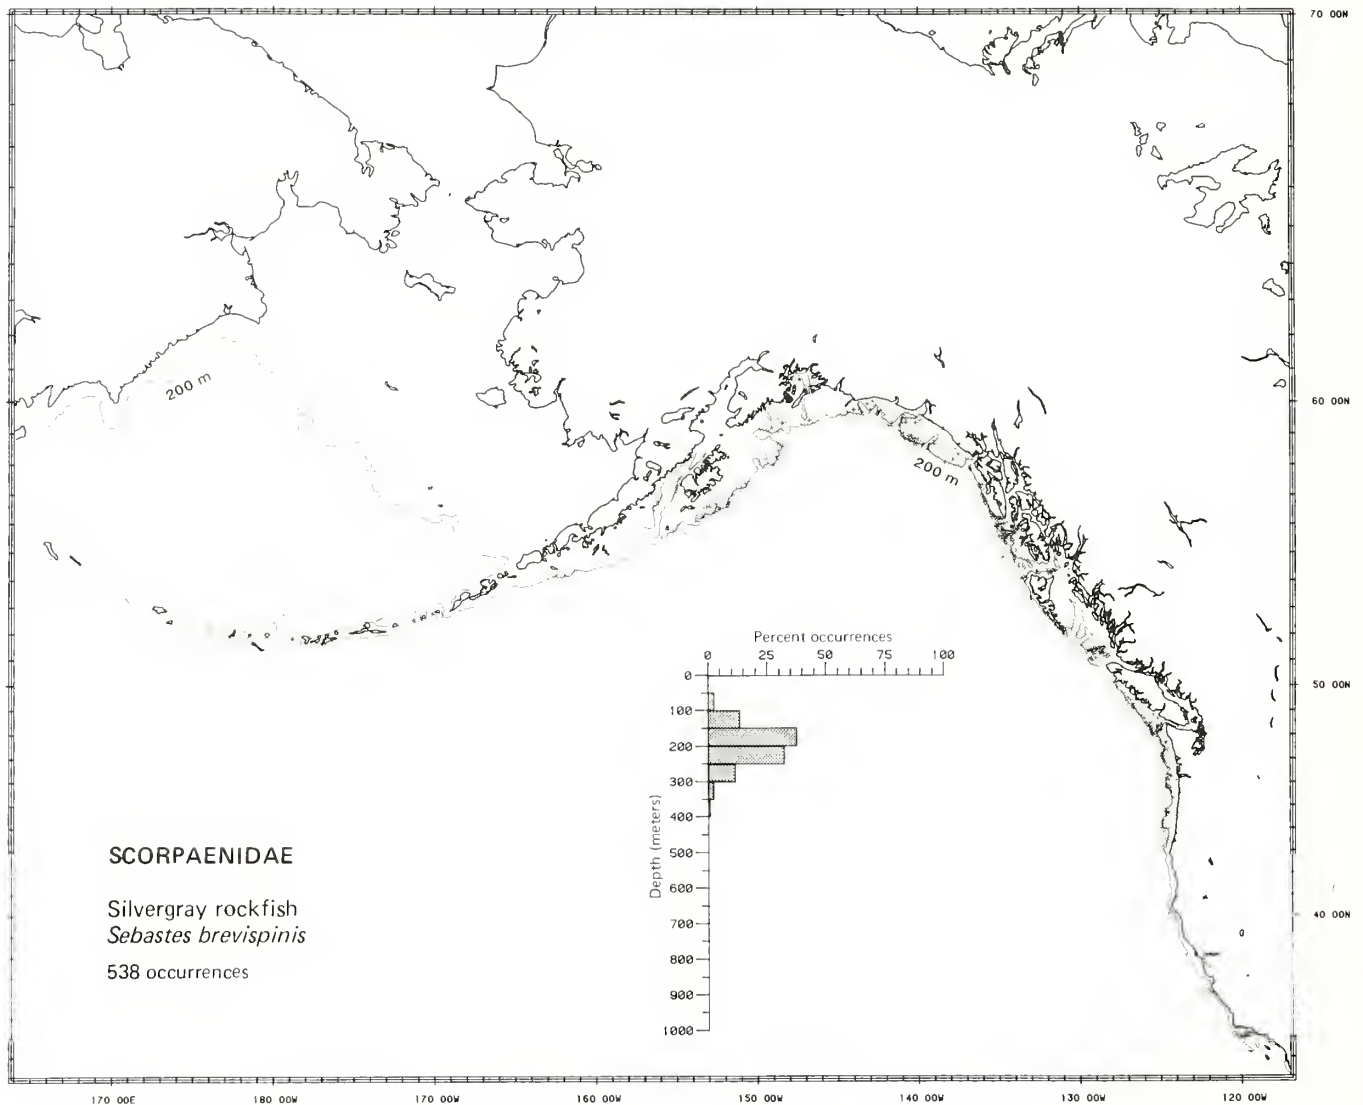 70 00N
200 m
60 00N
200 m
Percent occurrences
0 25 50 75 100
50 00N
0
100
200
300
400
500
600
700
800
900
1000
Depth (meters)
SCORPAENIDAE
Silvergray rockfish
Sebastes brevispinis
538 occurrences
40 00N
170 00E 180 00W 170 00W 160 00W 150 00W 140 00W 130 00W 120 00W